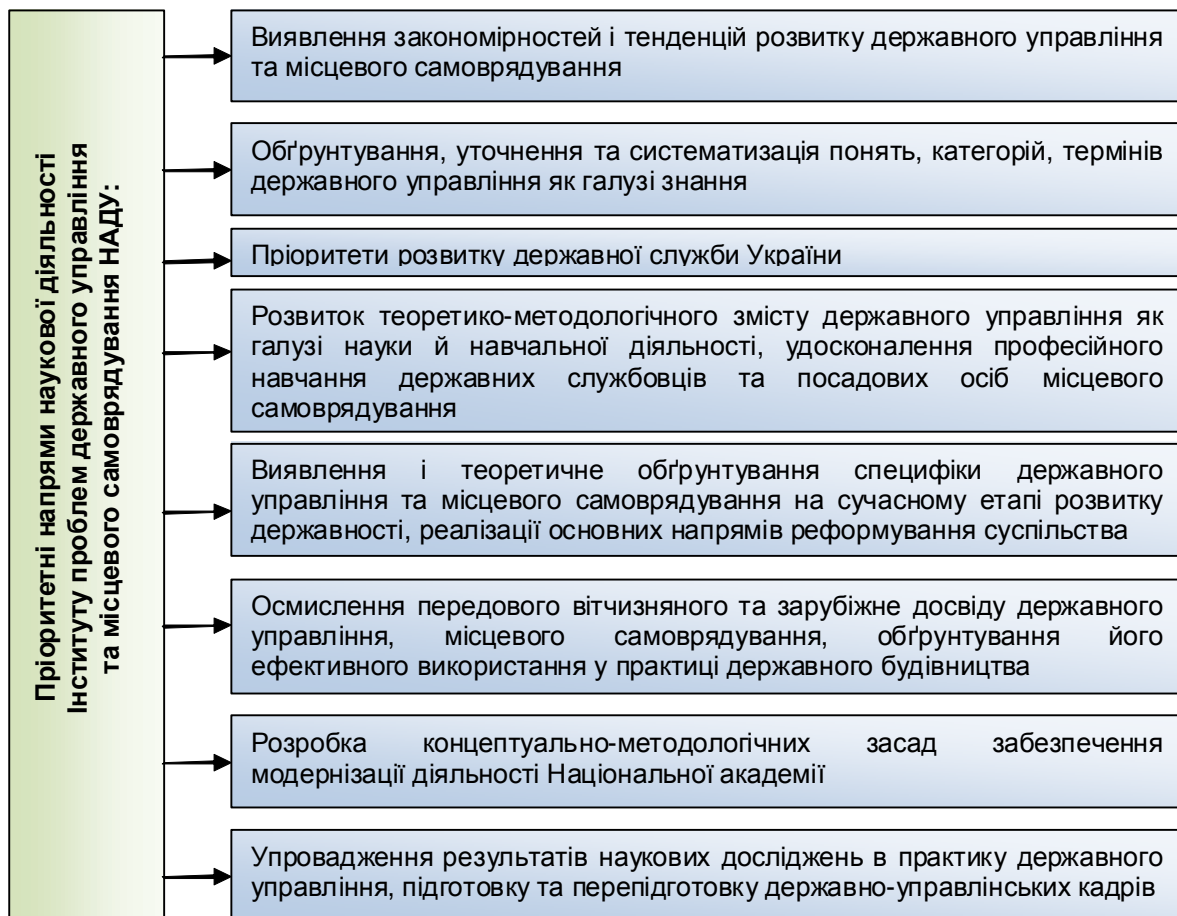 Пріоритетні напрями наукової діяльності
Інституту проблем державного управління
та місцевого самоврядування НАДУ:
Виявлення закономірностей і тенденцій розвитку державного управління
та місцевого самоврядування
Обґрунтування, уточнення та систематизація понять, категорій, термінів
державного управління як галузі знання
Пріоритети розвитку державної служби України
Розвиток теоретико-методологічного змісту державного управління як
галузі науки й навчальної діяльності, удосконалення професійного
навчання державних службовців та посадових осіб місцевого
самоврядування
Виявлення і теоретичне обґрунтування специфіки державного
управління та місцевого самоврядування на сучасному етапі розвитку
державності, реалізації основних напрямів реформування суспільства
Осмислення передового вітчизняного та зарубіжне досвіду державного
управління, місцевого самоврядування, обґрунтування його
ефективного використання у практиці державного будівництва
Розробка концептуально-методологічних засад забезпечення
модернізації діяльності Національної академії
Упровадження результатів наукових досліджень в практику державного
управління, підготовку та перепідготовку державно-управлінських кадрів